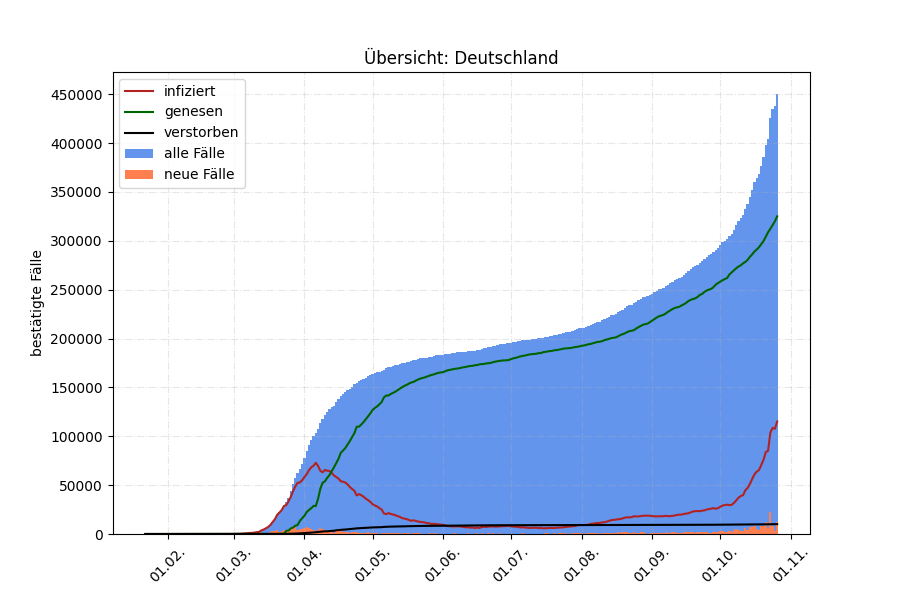 Übersicht: Deutschland
infiziert
genesen
verstorben
alle Fälle
neue Fälle
bestätigte Fälle
450000
400000
350000
300000
250000
200000
150000
100000
50000
0
01.02.
01.03.
01.04.
01.05.
01.06.
01.07.
01.08.
01.09.
01.10.
01.11.